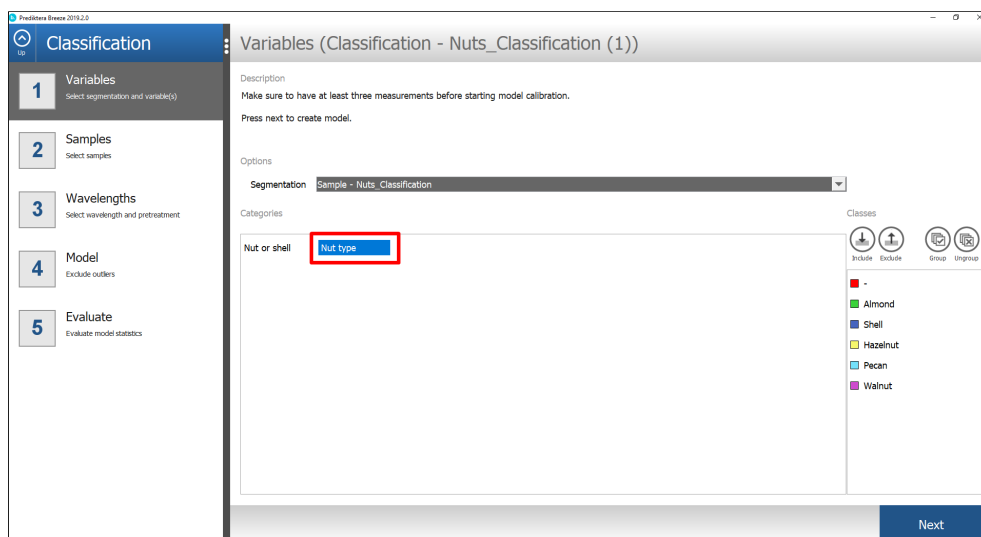 Prediktera Breeze 2019.2.0
Up
Classification
Variables (Classification - Nuts_Classification (1))
1
Variables
Select segmentation and variable(s)
2
Samples
Select samples
3
Wavelengths
Select wavelength and pretreatment
4
Model
Exclude outliers
5
Evaluate
Evaluate model statistics
Description
Make sure to have at least three measurements before starting model calibration.
Press next to create model.
Options
Segmentation Sample - Nuts_Classification
Categories
Nut or shell Nut type
Classes
Include Exclude Group Ungroup
-
Almond
Shell
Hazelnut
Pecan
Walnut
Next